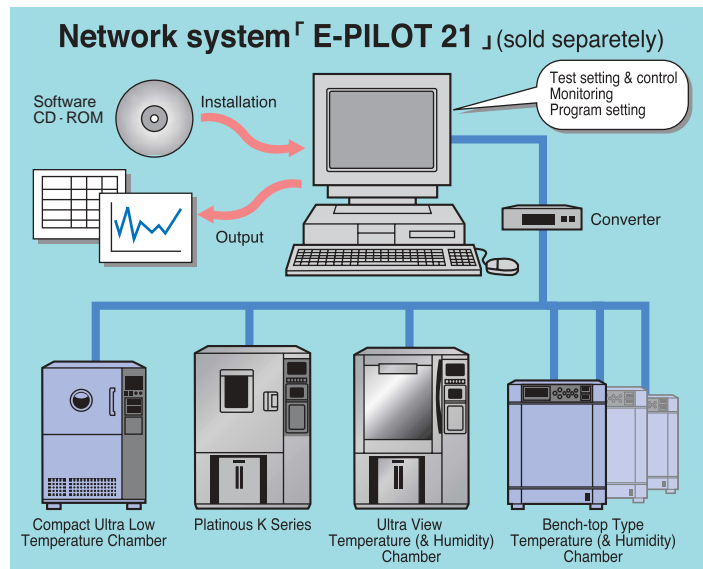 Network system「 E-PILOT 21 」(sold separetely)
Software
CD · ROM
Installation
Test setting & control
Monitoring
Program setting
Output
Converter
Compact Ultra Low
Temperature Chamber
Platinous K Series
Ultra View
Temperature (& Humidity)
Chamber
Bench-top Type
Temperature (& Humidity)
Chamber